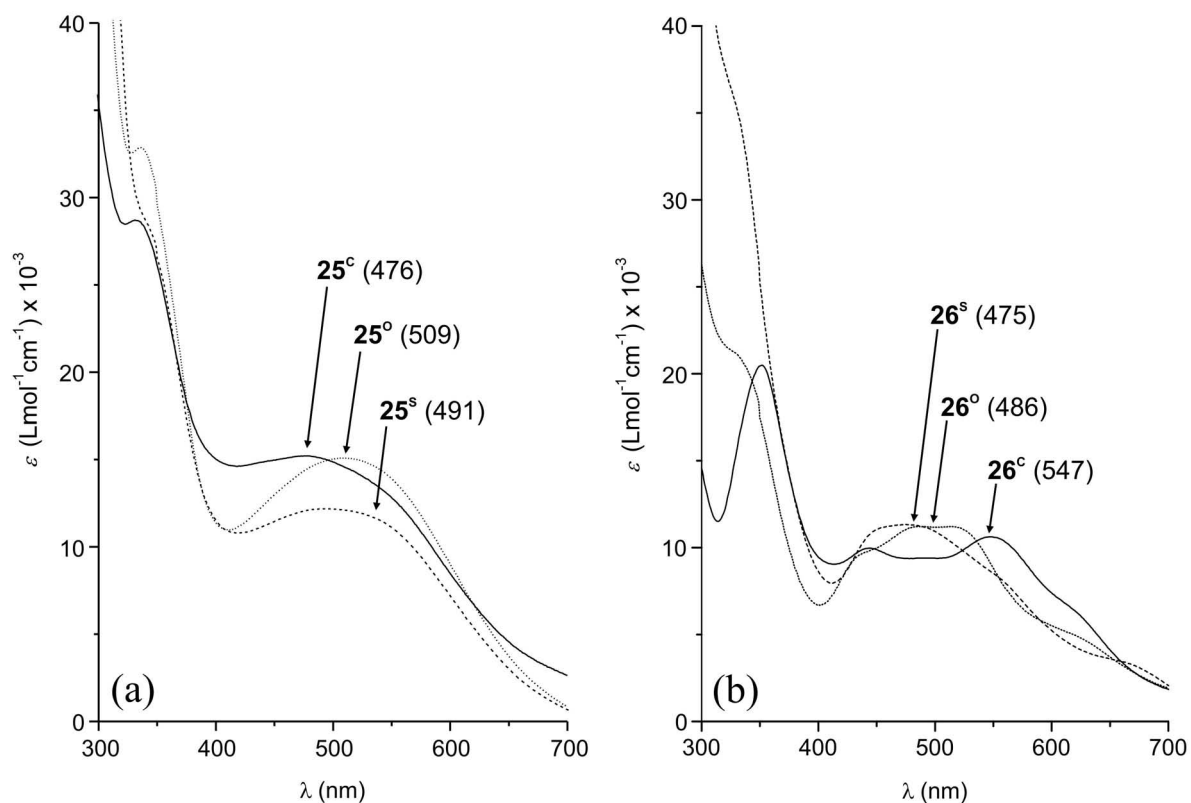 40
30
20
10
0
ε (Lmol⁻¹cm⁻¹) x 10⁻³
25ᶜ (476)
25ᵒ (509)
25ˢ (491)
(a)
300 400 500 600 700
λ (nm)
40
30
20
10
0
ε (Lmol⁻¹cm⁻¹) x 10⁻³
26ˢ (475)
26ᵒ (486)
26ᶜ (547)
(b)
300 400 500 600 700
λ (nm)